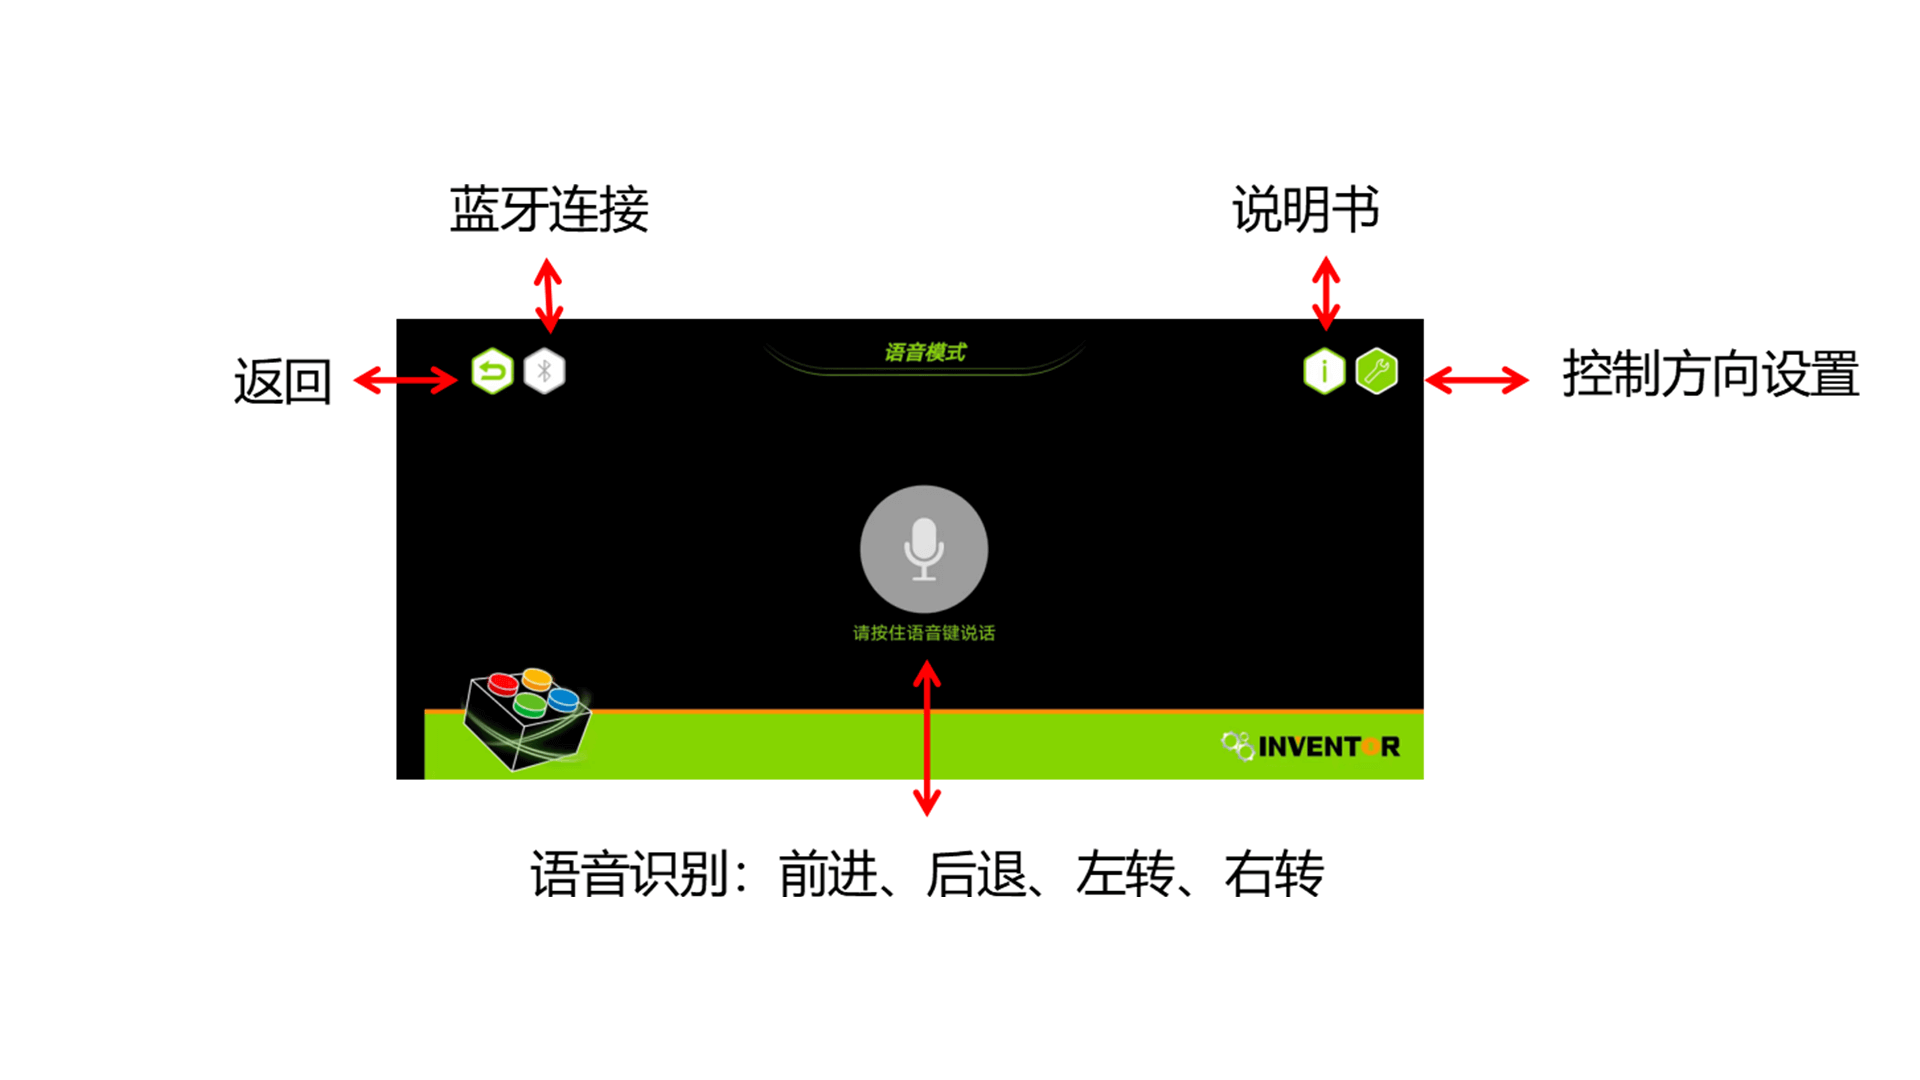 蓝牙连接
说明书
返回
语音模式
i
控制方向设置
请按住语音键说话
INVENTOR
语音识别：前进、后退、左转、右转